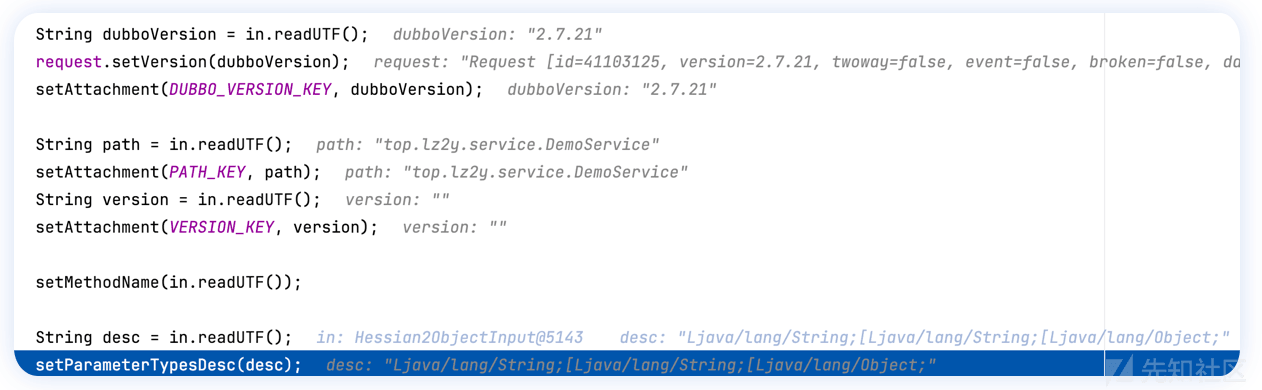 String dubboVersion = in.readUTF();   dubboVersion: "2.7.21"
request.setVersion(dubboVersion);   request: "Request [id=41103125, version=2.7.21, twoway=false, event=false, broken=false, da
setAttachment(DUBBO_VERSION_KEY, dubboVersion);   dubboVersion: "2.7.21"
String path = in.readUTF();   path: "top.lz2y.service.DemoService"
setAttachment(PATH_KEY, path);   path: "top.lz2y.service.DemoService"
String version = in.readUTF();   version: ""
setAttachment(VERSION_KEY, version);   version: ""
setMethodName(in.readUTF());
String desc = in.readUTF();   in: Hessian2ObjectInput@5143   desc: "Ljava/lang/String;[Ljava/lang/String;[Ljava/lang/Object;"
setParameterTypesDesc(desc);   desc: "Ljava/lang/String;[Ljava/lang/String;[Ljava/lang/Object;"
先知社区